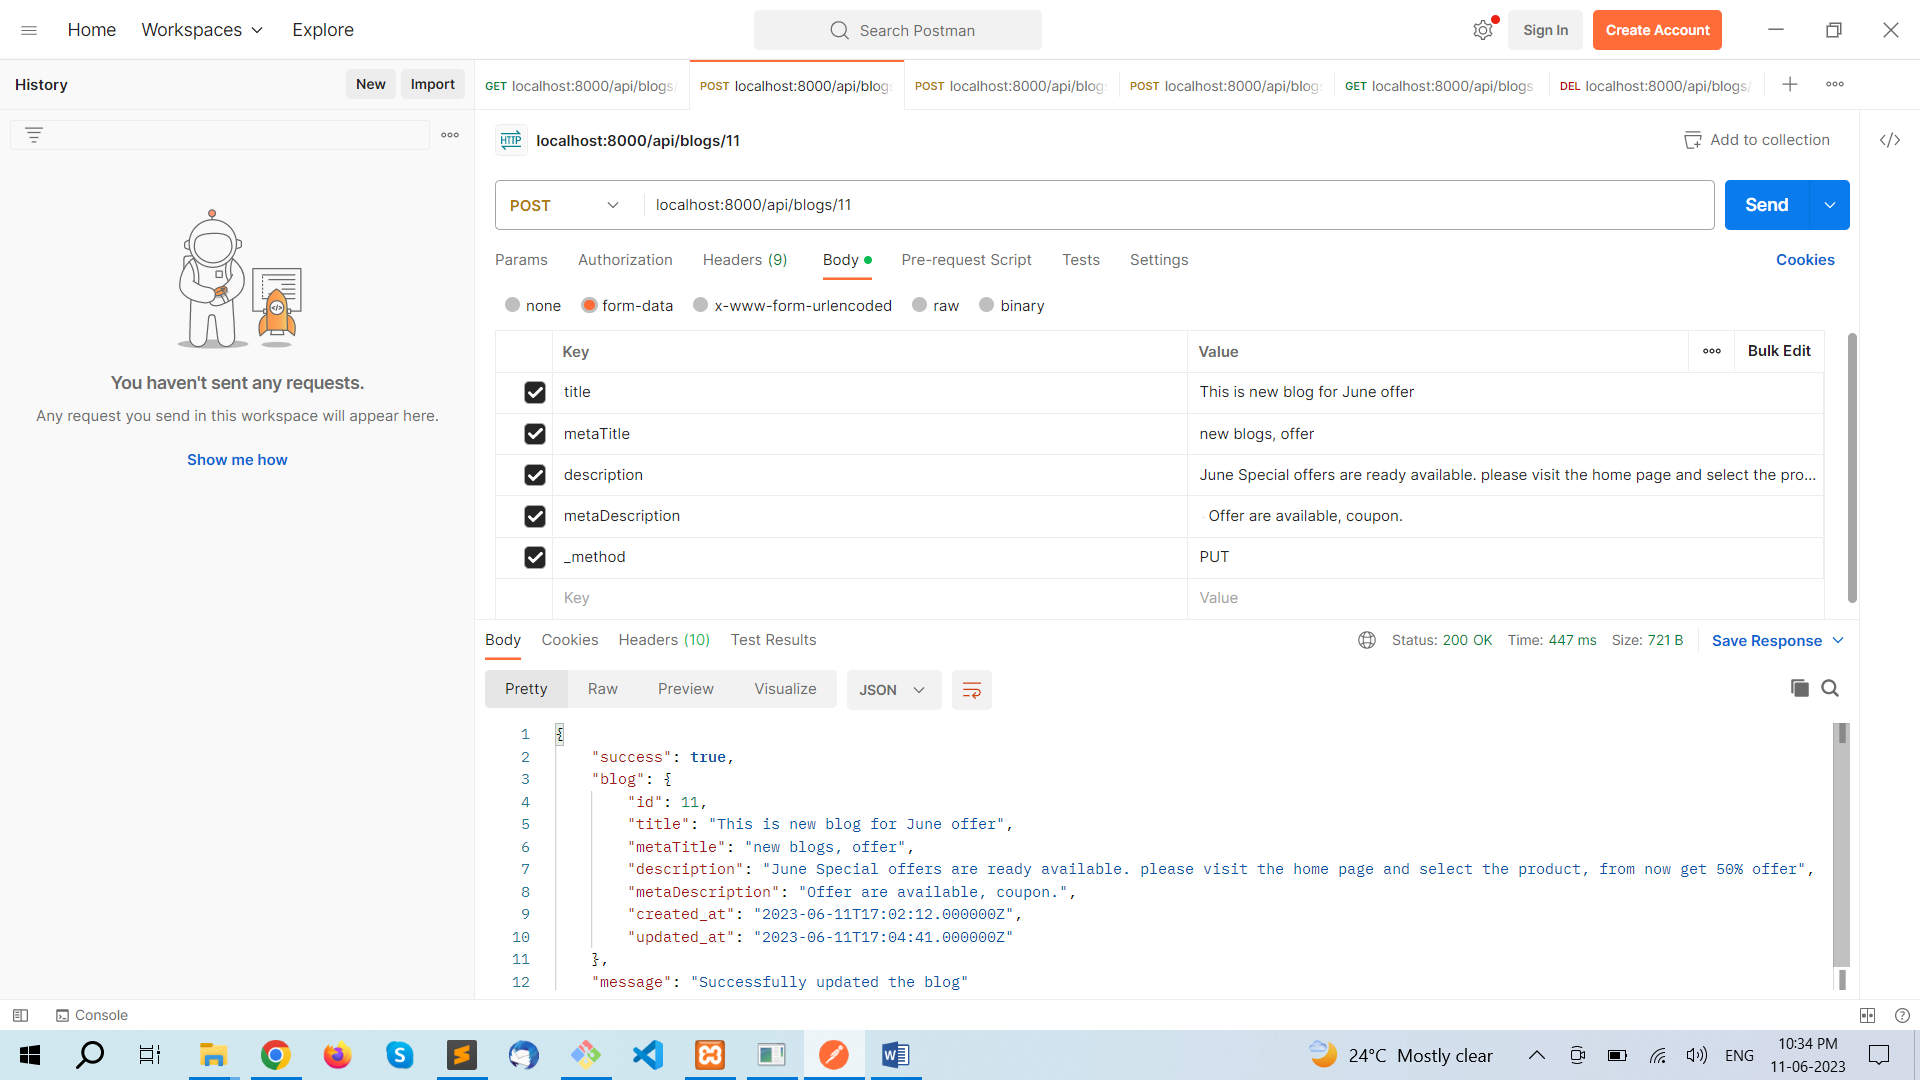 Home Workspaces Explore Search Postman Sign In Create Account
History New Import
GET localhost:8000/api/blogs/ POST localhost:8000/api/blogs POST localhost:8000/api/blog POST localhost:8000/api/blog GET localhost:8000/api/blogs DEL localhost:8000/api/blogs/
HTTP localhost:8000/api/blogs/11 Add to collection
POST localhost:8000/api/blogs/11 Send
Params Authorization Headers (9) Body Pre-request Script Tests Settings Cookies
none form-data x-www-form-urlencoded raw binary
Key Value Bulk Edit
title This is new blog for June offer
metaTitle new blogs, offer
description June Special offers are ready available. please visit the home page and select the pro...
metaDescription Offer are available, coupon.
_method PUT
Key Value
You haven't sent any requests.
Any request you send in this workspace will appear here.
Show me how
Body Cookies Headers (10) Test Results Status: 200 OK Time: 447 ms Size: 721 B Save Response
Pretty Raw Preview Visualize JSON
1 {
2 "success": true,
3 "blog": {
4 "id": 11,
5 "title": "This is new blog for June offer",
6 "metaTitle": "new blogs, offer",
7 "description": "June Special offers are ready available. please visit the home page and select the product, from now get 50% offer",
8 "metaDescription": "Offer are available, coupon.",
9 "created_at": "2023-06-11T17:02:12.000000Z",
10 "updated_at": "2023-06-11T17:04:41.000000Z"
11 },
12 "message": "Successfully updated the blog"
Console
24°C Mostly clear ENG 10:34 PM
11-06-2023